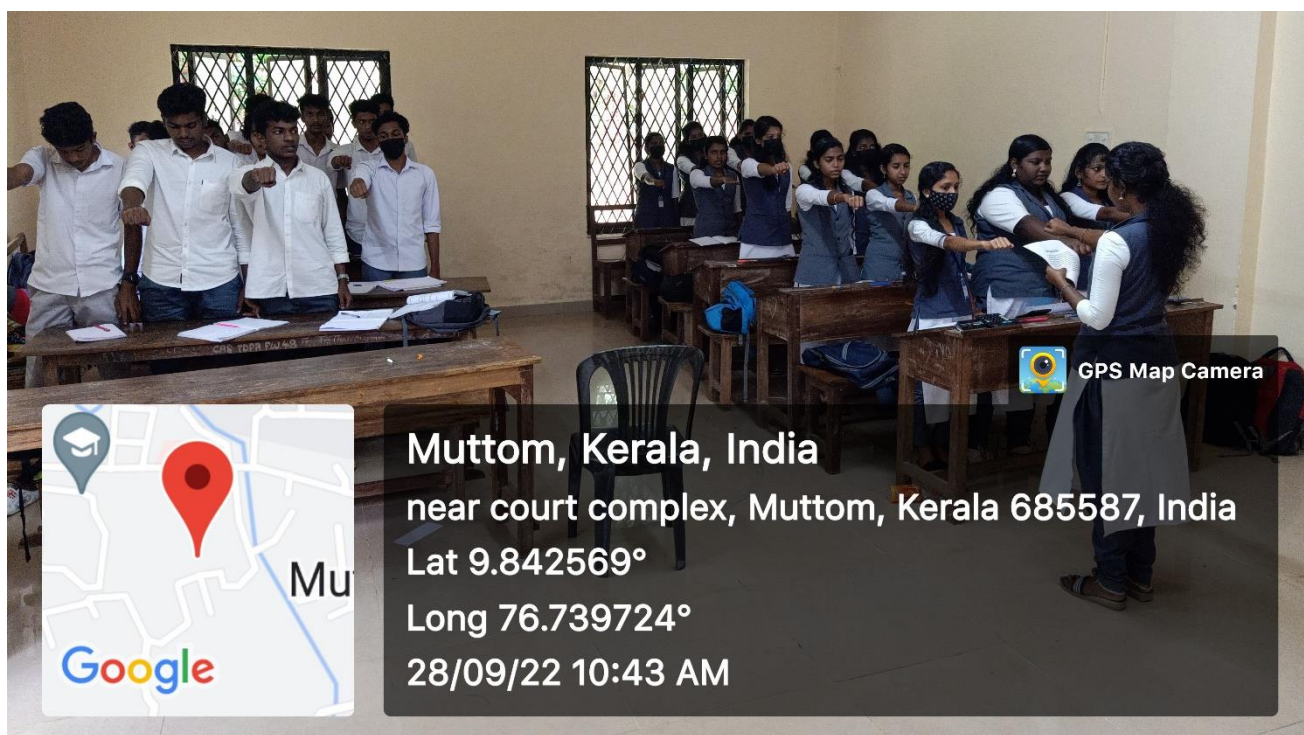 GPS Map Camera
Muttom, Kerala, India
near court complex, Muttom, Kerala 685587, India
Lat 9.842569°
Long 76.739724°
28/09/22 10:43 AM
Mu
Google